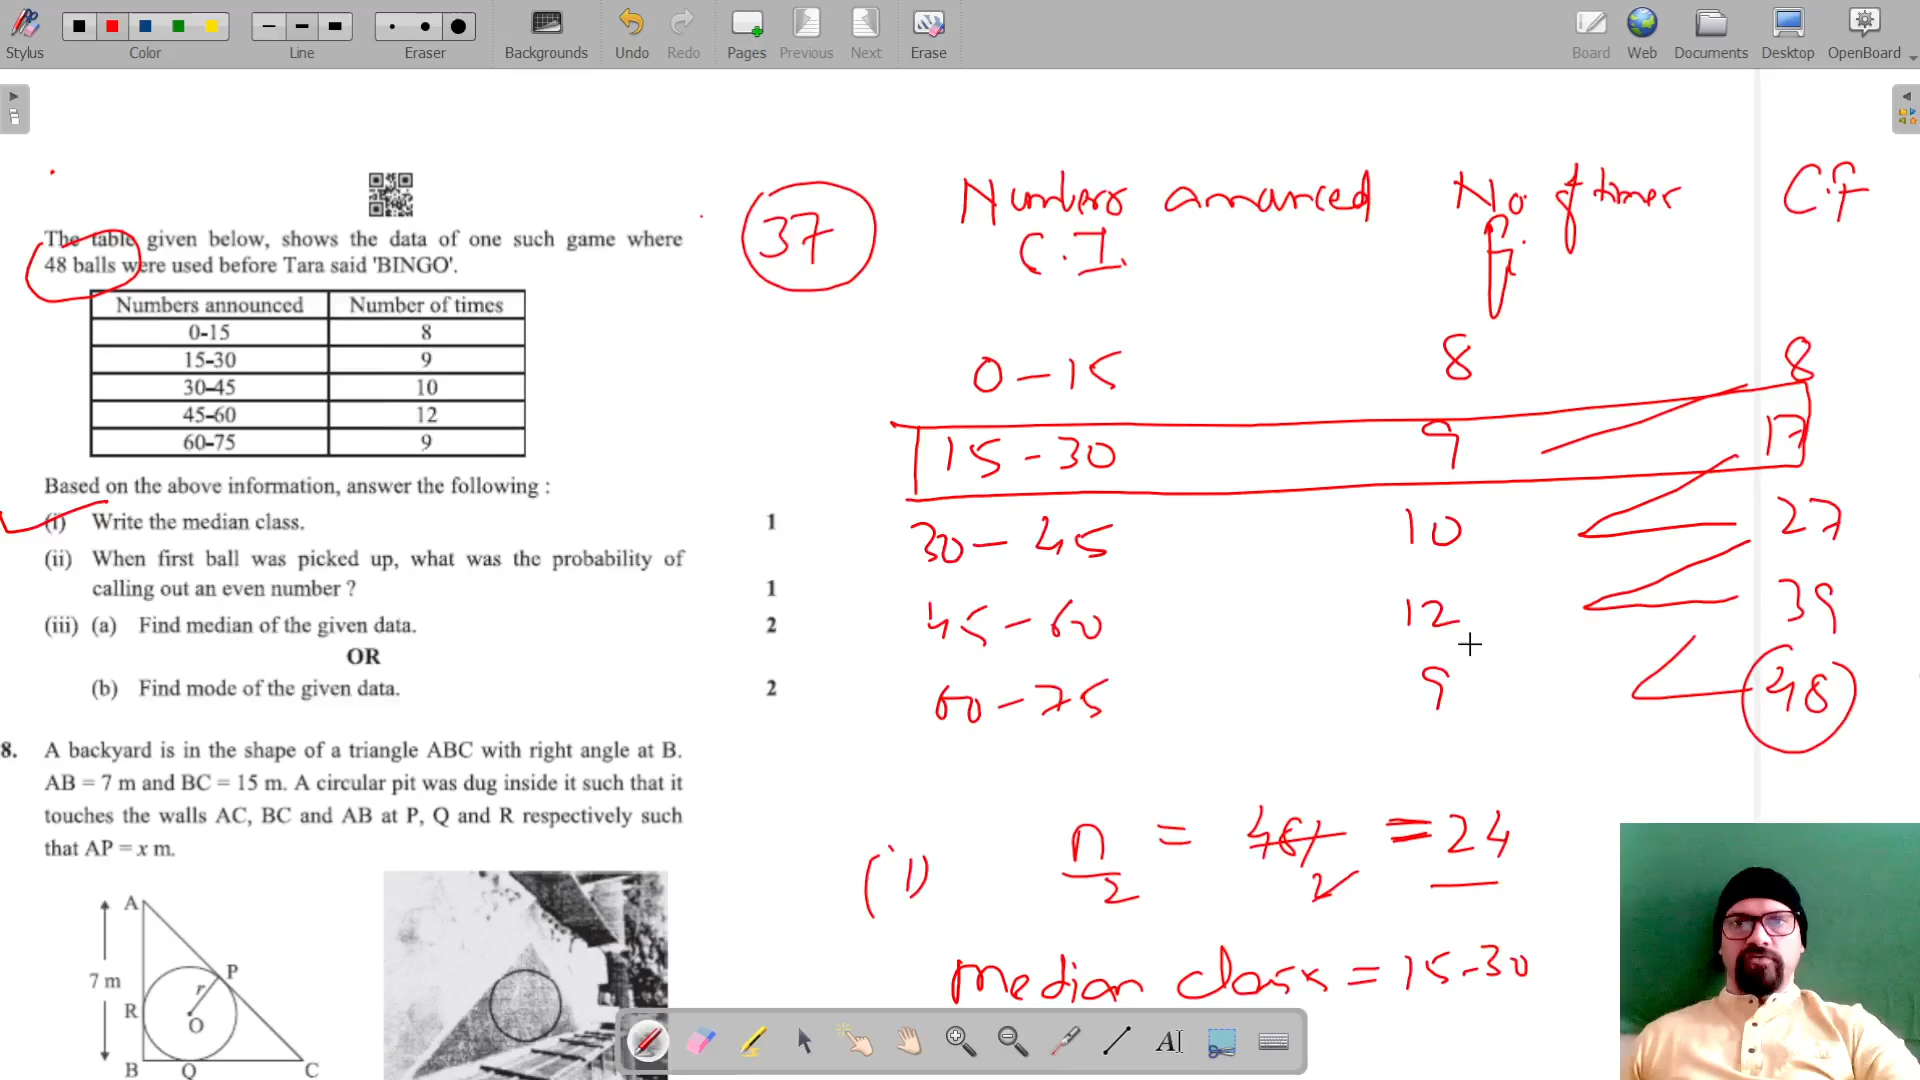 Stylus
Color
Line
Eraser
Backgrounds
Undo
Redo
Pages
Previous
Next
Erase
Board
Web
Documents
Desktop
OpenBoard
The table given below, shows the data of one such game where
48 balls were used before Tara said 'BINGO'.
Numbers announced Number of times
0-15 8
15-30 9
30-45 10
45-60 12
60-75 9
Based on the above information, answer the following :
(i) Write the median class. 1
(ii) When first ball was picked up, what was the probability of
calling out an even number ? 1
(iii) (a) Find median of the given data. 2
OR
(b) Find mode of the given data. 2
8. A backyard is in the shape of a triangle ABC with right angle at B.
AB = 7 m and BC = 15 m. A circular pit was dug inside it such that it
touches the walls AC, BC and AB at P, Q and R respectively such
that AP = x m.
A
7 m
P
r
R
O
B Q C
37
Numbers announced No. of times C.f
C.I. f.
0-15 8 8
15-30 9 17
30-45 10 27
45-60 12 39
60-75 9 48
(i) n/2 = 48/2 = 24
median class = 15-30
AI